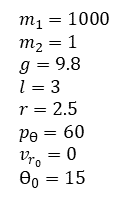 m₁ = 1000
m₂ = 1
g = 9.8
l = 3
r = 2.5
p_θ = 60
v_r₀ = 0
θ₀ = 15